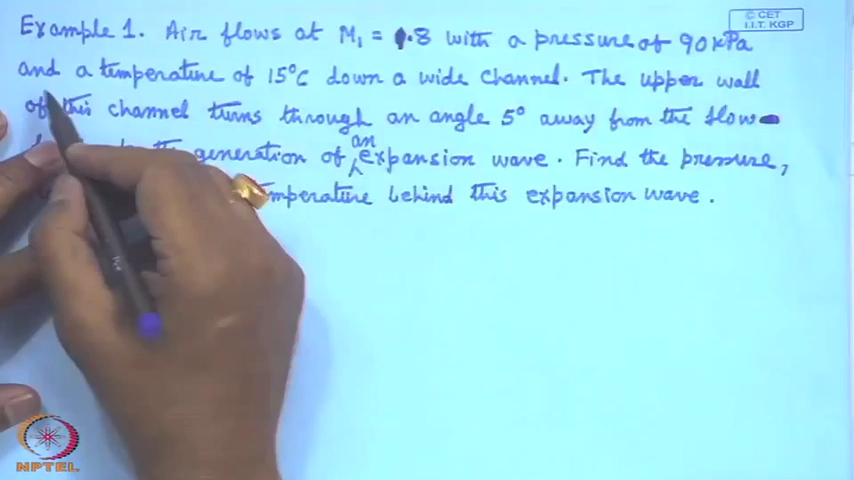 © CET
I.I.T. KGP
Example 1. Air flows at M₁ = 1.8 with a pressure of 90 kPa
and a temperature of 15°C down a wide channel. The upper wall
of this channel turns through an angle 5° away from the flow
the generation of an expansion wave. Find the pressure,
temperature behind this expansion wave.
NPTEL